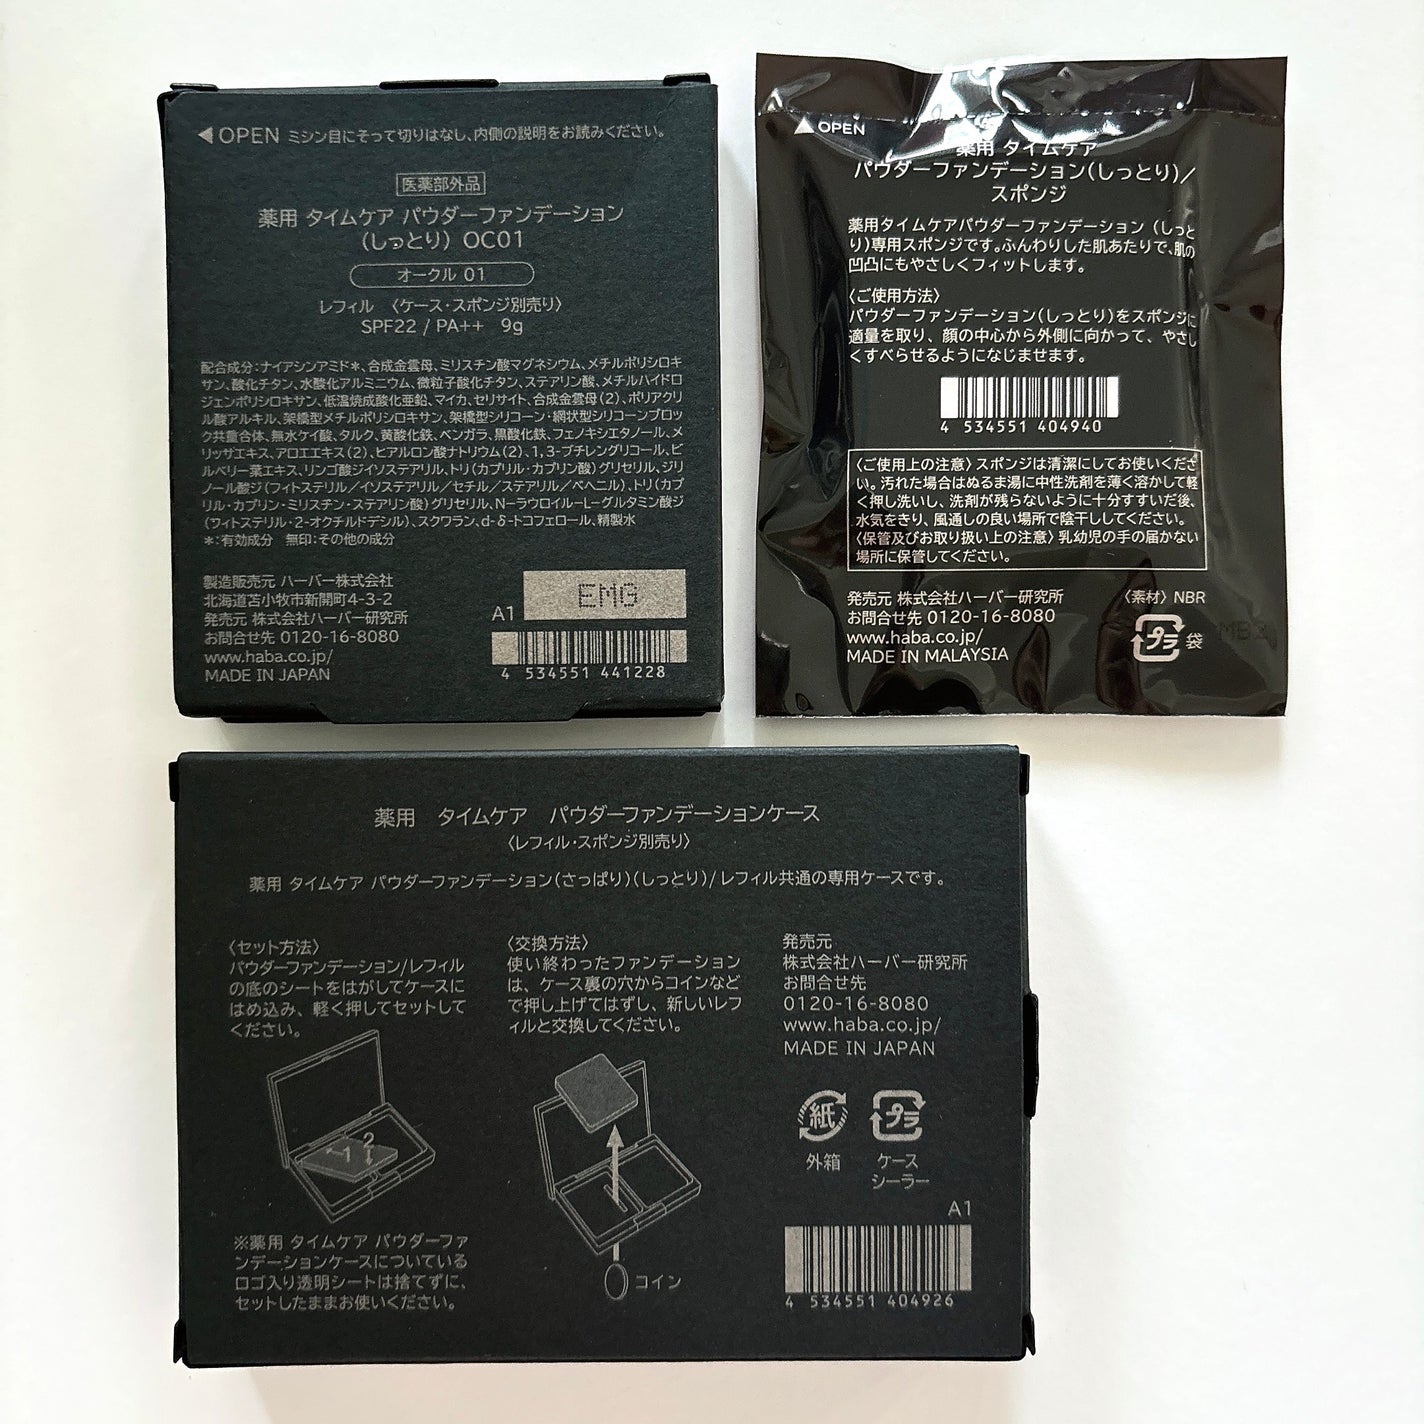 ◀OPEN ミシン目にそって切りはなし、内側の説明をお読みください。
医薬部外品
薬用 タイムケア パウダーファンデーション
（しっとり）OC01
オークル 01
レフィル 〈ケース・スポンジ別売り〉
SPF22 / PA++ 9g
配合成分：ナイアシンアミド*、合成金雲母、ミリスチン酸マグネシウム、メチルポリシロキ
サン、酸化チタン、水酸化アルミニウム、微粒子酸化チタン、ステアリン酸、メチルハイドロ
ジェンポリシロキサン、低温焼成酸化亜鉛、マイカ、セリサイト、合成金雲母（2）、ポリアクリ
ル酸アルキル、架橋型メチルポリシロキサン、架橋型シリコーン・網状型シリコーンブロッ
ク共重合体、無水ケイ酸、タルク、黄酸化鉄、ベンガラ、黒酸化鉄、フェノキシエタノール、メ
リッサエキス、アロエエキス（2）、ヒアルロン酸ナトリウム（2）、1,3-ブチレングリコール、ビ
ルベリー葉エキス、リンゴ酸ジイソステアリル、トリ（カプリル・カプリン酸）グリセリル、ジリ
ノール酸ジ（フィトステリル／イソステアリル／セチル／ステアリル／ベヘニル）、トリ（カプ
リル・カプリン・ミリスチン・ステアリン酸）グリセリル、N-ラウロイル-L-グルタミン酸ジ
（フィトステリル・2-オクチルドデシル）、スクワラン、d-δ-トコフェロール、精製水
*：有効成分 無印：その他の成分
製造販売元 ハーバー株式会社
北海道苫小牧市新開町4-3-2
発売元 株式会社ハーバー研究所
お問合せ先 0120-16-8080
www.haba.co.jp/
MADE IN JAPAN
A1
EMG
4 534551 441228
▲OPEN
薬用 タイムケア
パウダーファンデーション（しっとり）/
スポンジ
薬用タイムケアパウダーファンデーション（しっと
り）専用スポンジです。ふんわりした肌あたりで、肌の
凹凸にもやさしくフィットします。
〈ご使用方法〉
パウダーファンデーション（しっとり）をスポンジに
適量を取り、顔の中心から外側に向かって、やさし
くすべらせるようになじませます。
4 534551 404940
〈ご使用上の注意〉スポンジは清潔にしてお使いくださ
い。汚れた場合はぬるま湯に中性洗剤を薄く溶かして軽
く押し洗いし、洗剤が残らないように十分すすいだ後、
水気をきり、風通しの良い場所で陰干ししてください。
〈保管及びお取り扱い上の注意〉乳幼児の手の届かない
場所に保管してください。
発売元 株式会社ハーバー研究所
お問合せ先 0120-16-8080
www.haba.co.jp/
MADE IN MALAYSIA
〈素材〉NBR
プラ
袋
薬用 タイムケア パウダーファンデーションケース
〈レフィル・スポンジ別売り〉
薬用 タイムケア パウダーファンデーション（さっぱり）（しっとり）/レフィル共通の専用ケースです。
〈セット方法〉
パウダーファンデーション/レフィル
の底のシートをはがしてケースに
はめ込み、軽く押してセットして
ください。
1
2
※薬用 タイムケア パウダーファ
ンデーションケースについている
ロゴ入り透明シートは捨てずに、
セットしたままお使いください。
〈交換方法〉
使い終わったファンデーション
は、ケース裏の穴からコインなど
で押し上げてはずし、新しいレフ
ィルと交換してください。
コイン
発売元
株式会社ハーバー研究所
お問合せ先
0120-16-8080
www.haba.co.jp/
MADE IN JAPAN
紙
外箱
プラ
ケース
シーラー
A1
4 534551 404926